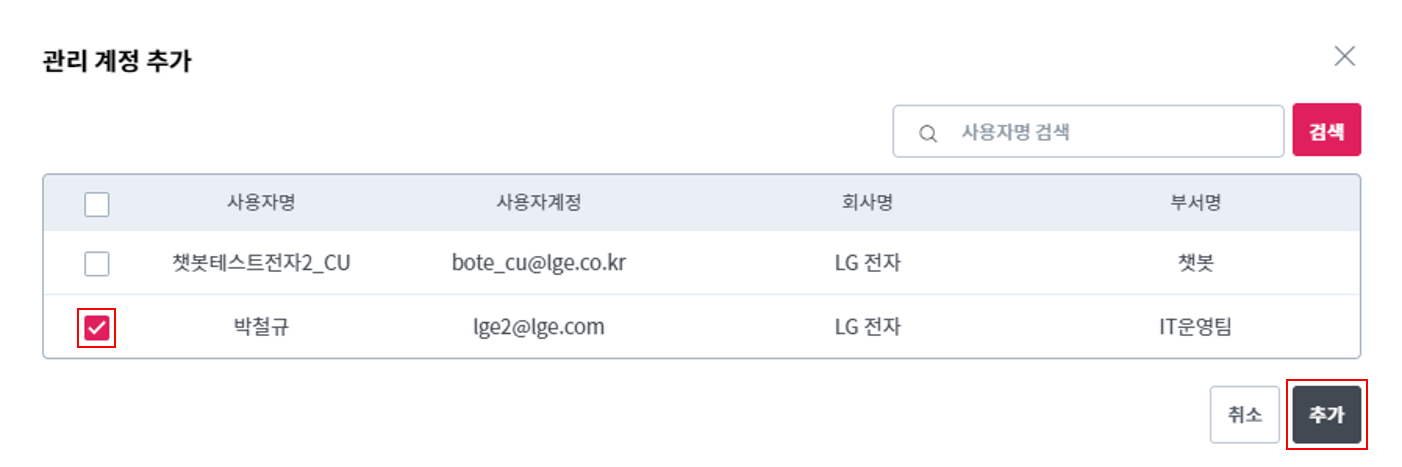 관리 계정 추가
사용자명 검색 검색
사용자명 사용자계정 회사명 부서명
챗봇테스트전자2_CU bote_cu@lge.co.kr LG 전자 챗봇
박철규 lge2@lge.com LG 전자 IT운영팀
취소 추가